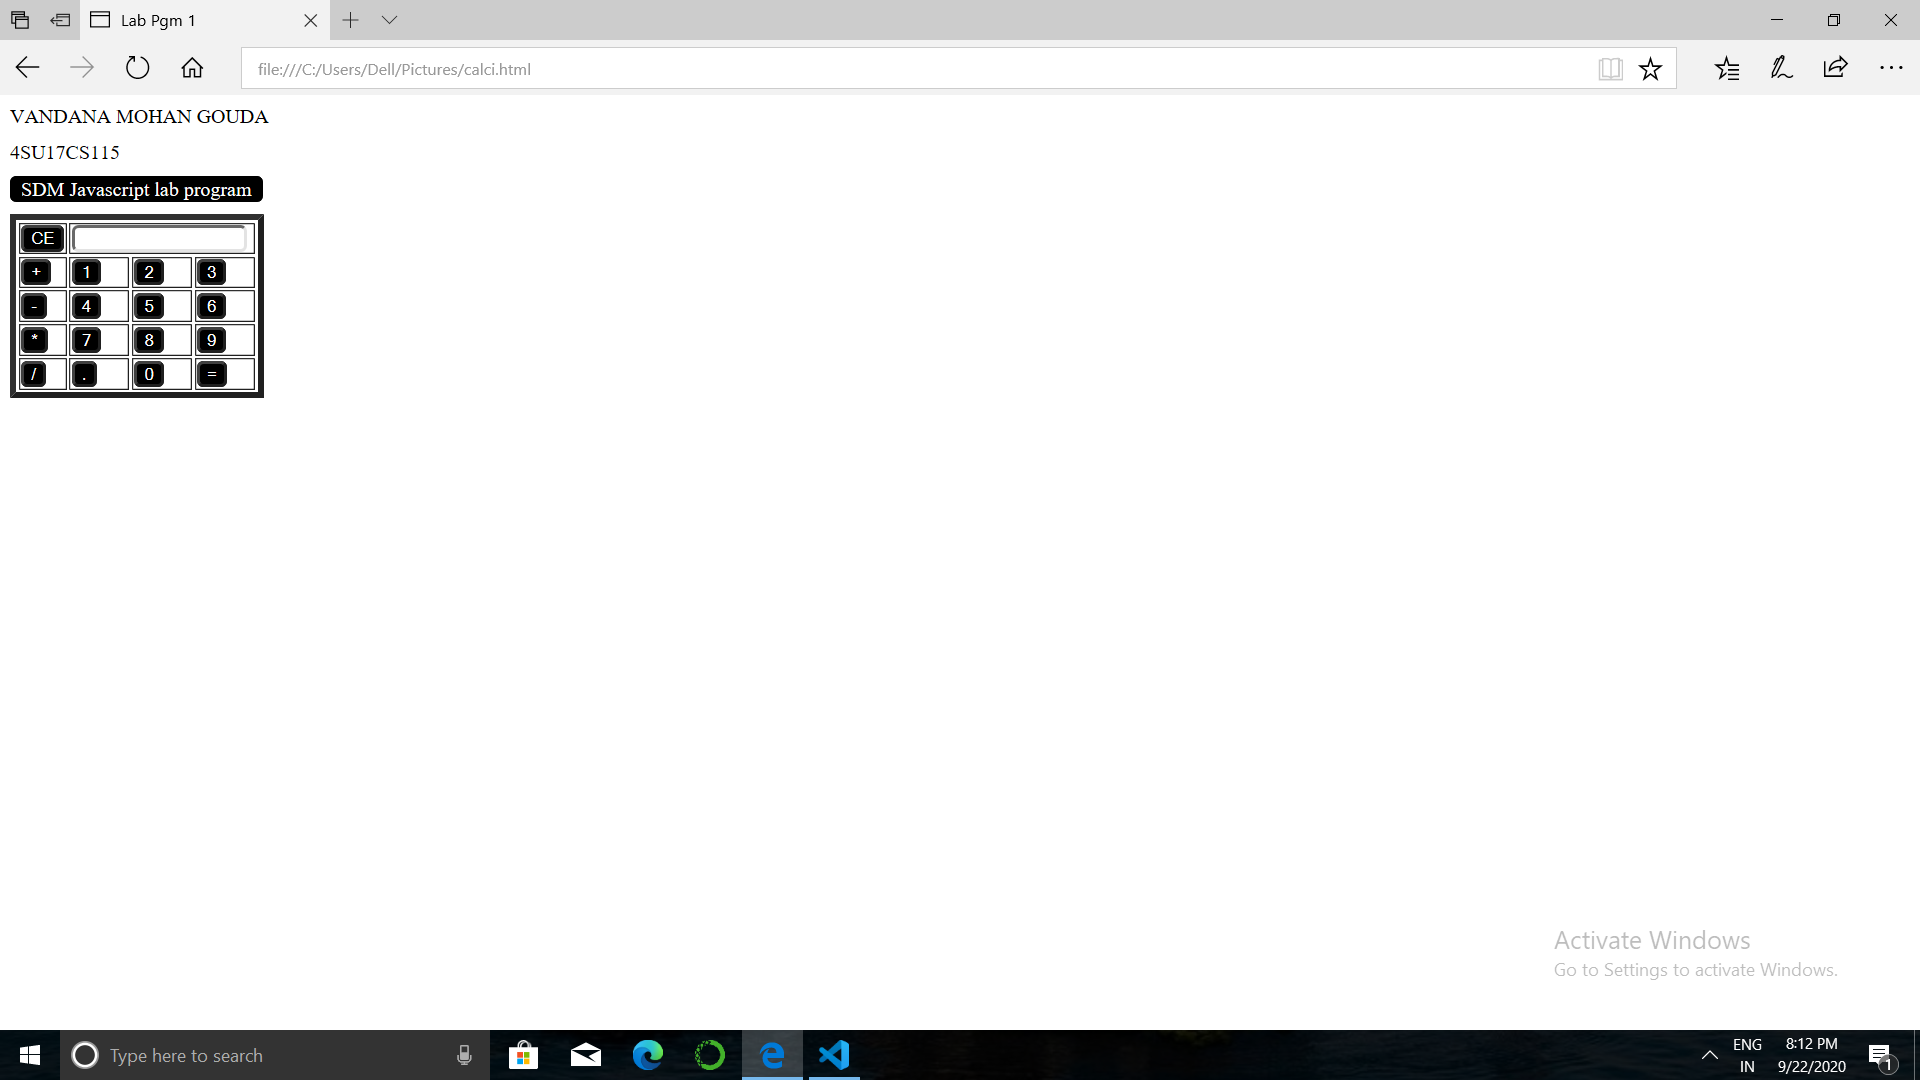 Lab Pgm 1
file:///C:/Users/Dell/Pictures/calci.html
VANDANA MOHAN GOUDA
4SU17CS115
SDM Javascript lab program
CE
+ 1 2 3
- 4 5 6
* 7 8 9
/ . 0 =
Activate Windows
Go to Settings to activate Windows.
Type here to search
ENG
IN
8:12 PM
9/22/2020
1